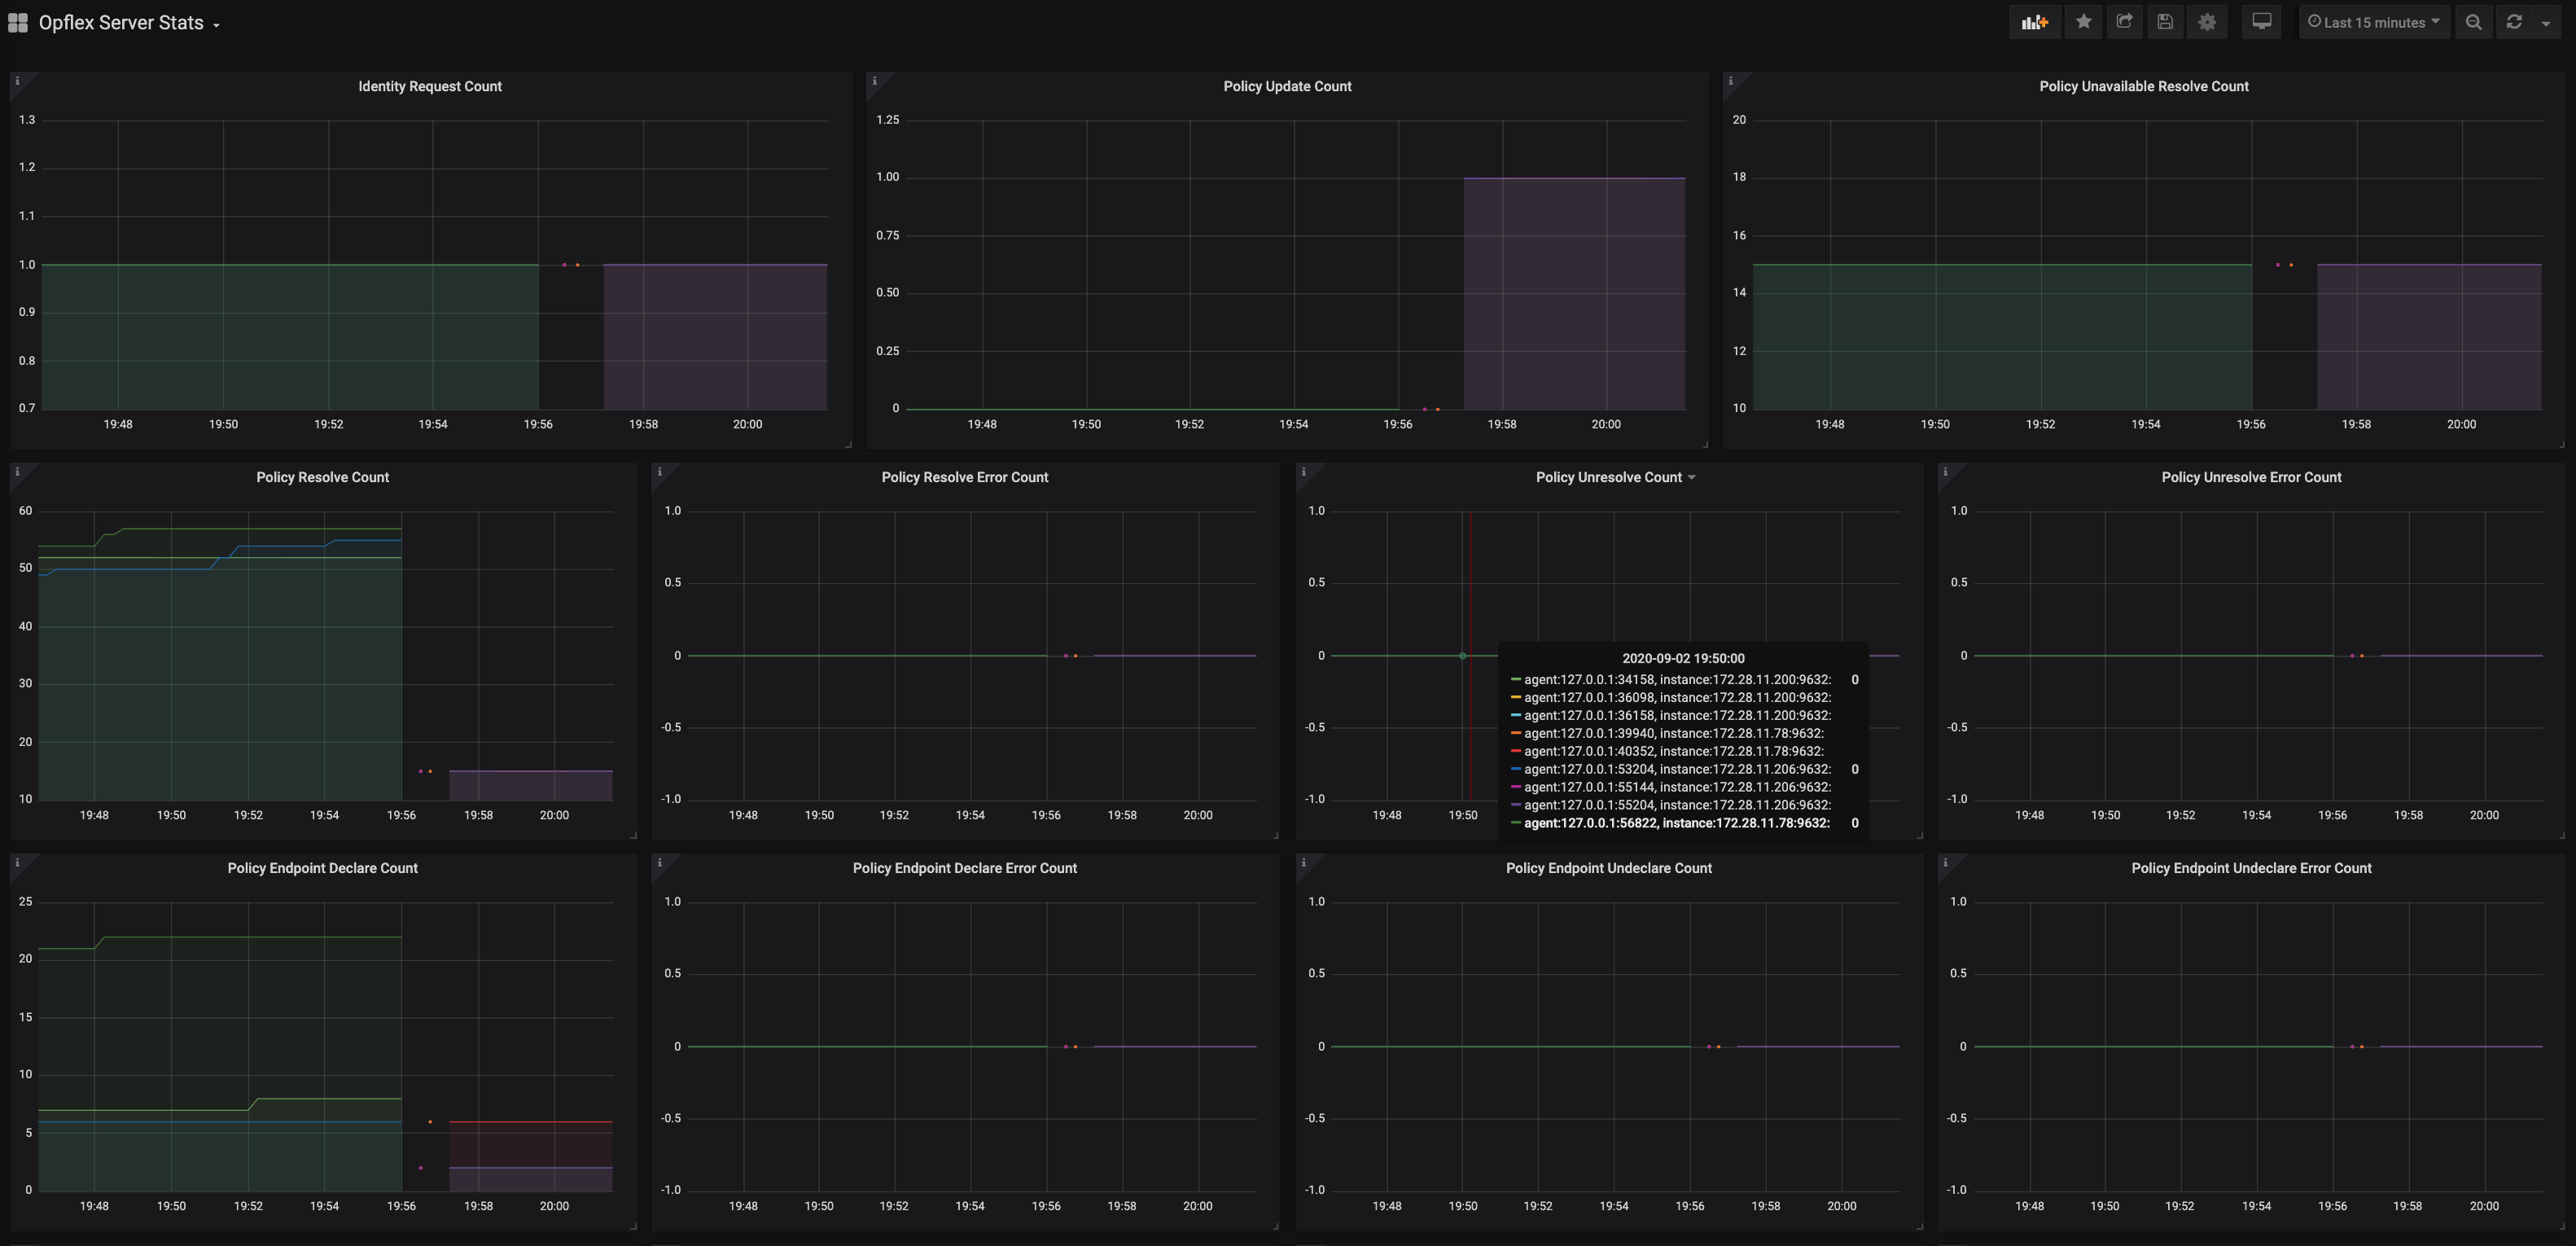 Opflex Server Stats
Last 15 minutes
Identity Request Count
1.3
1.2
1.1
1.0
0.9
0.8
0.7
19:48 19:50 19:52 19:54 19:56 19:58 20:00
Policy Update Count
1.25
1.00
0.75
0.50
0.25
0
19:48 19:50 19:52 19:54 19:56 19:58 20:00
Policy Unavailable Resolve Count
20
18
16
14
12
10
19:48 19:50 19:52 19:54 19:56 19:58 20:00
Policy Resolve Count
60
50
40
30
20
10
19:48 19:50 19:52 19:54 19:56 19:58 20:00
Policy Resolve Error Count
1.0
0.5
0
-0.5
-1.0
19:48 19:50 19:52 19:54 19:56 19:58 20:00
Policy Unresolve Count
1.0
0.5
0
-0.5
-1.0
19:48 19:50
2020-09-02 19:50:00
agent:127.0.0.1:34158, instance:172.28.11.200:9632: 0
agent:127.0.0.1:36098, instance:172.28.11.200:9632:
agent:127.0.0.1:36158, instance:172.28.11.200:9632:
agent:127.0.0.1:39940, instance:172.28.11.78:9632:
agent:127.0.0.1:40352, instance:172.28.11.78:9632:
agent:127.0.0.1:53204, instance:172.28.11.206:9632: 0
agent:127.0.0.1:55144, instance:172.28.11.206:9632:
agent:127.0.0.1:55204, instance:172.28.11.206:9632:
agent:127.0.0.1:56822, instance:172.28.11.78:9632: 0
Policy Unresolve Error Count
1.0
0.5
0
-0.5
-1.0
19:48 19:50 19:52 19:54 19:56 19:58 20:00
Policy Endpoint Declare Count
25
20
15
10
5
0
19:48 19:50 19:52 19:54 19:56 19:58 20:00
Policy Endpoint Declare Error Count
1.0
0.5
0
-0.5
-1.0
19:48 19:50 19:52 19:54 19:56 19:58 20:00
Policy Endpoint Undeclare Count
1.0
0.5
0
-0.5
-1.0
19:48 19:50 19:52 19:54 19:56 19:58 20:00
Policy Endpoint Undeclare Error Count
1.0
0.5
0
-0.5
-1.0
19:48 19:50 19:52 19:54 19:56 19:58 20:00